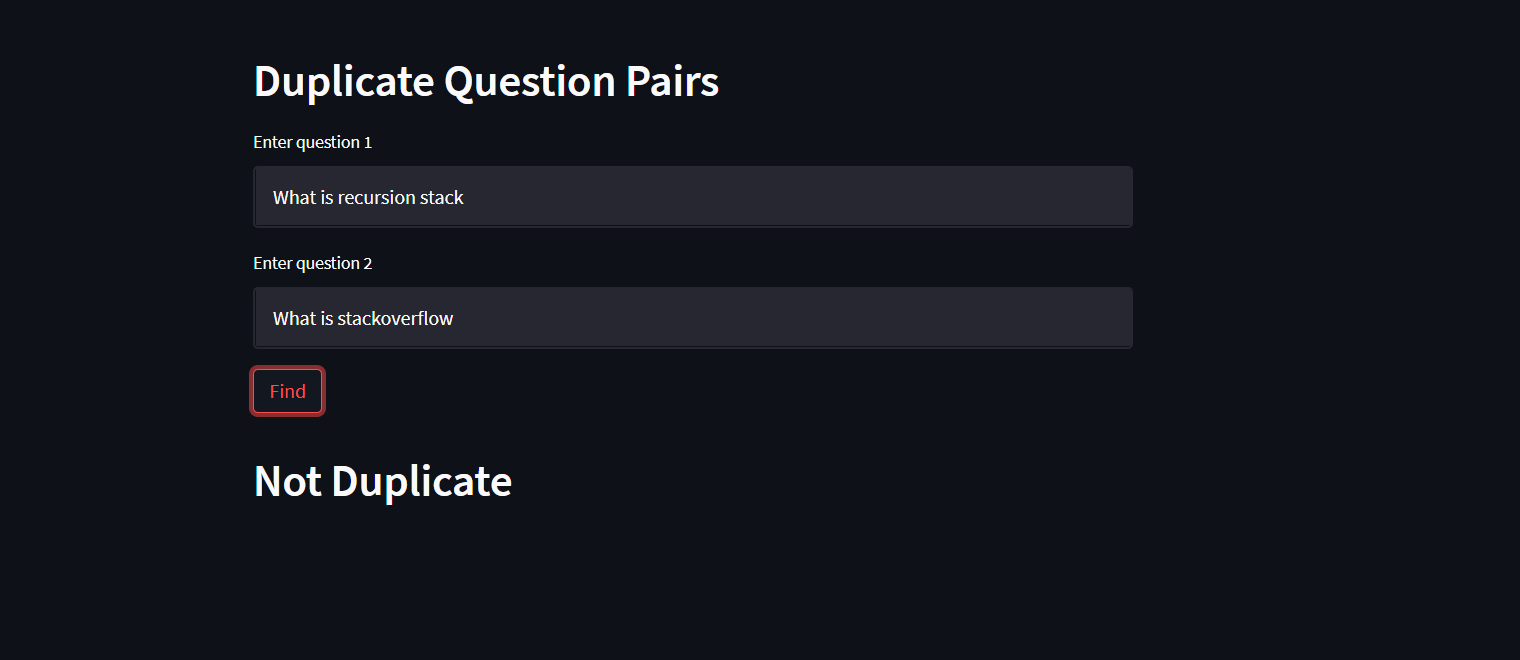 Duplicate Question Pairs
Enter question 1
What is recursion stack
Enter question 2
What is stackoverflow
Find
Not Duplicate